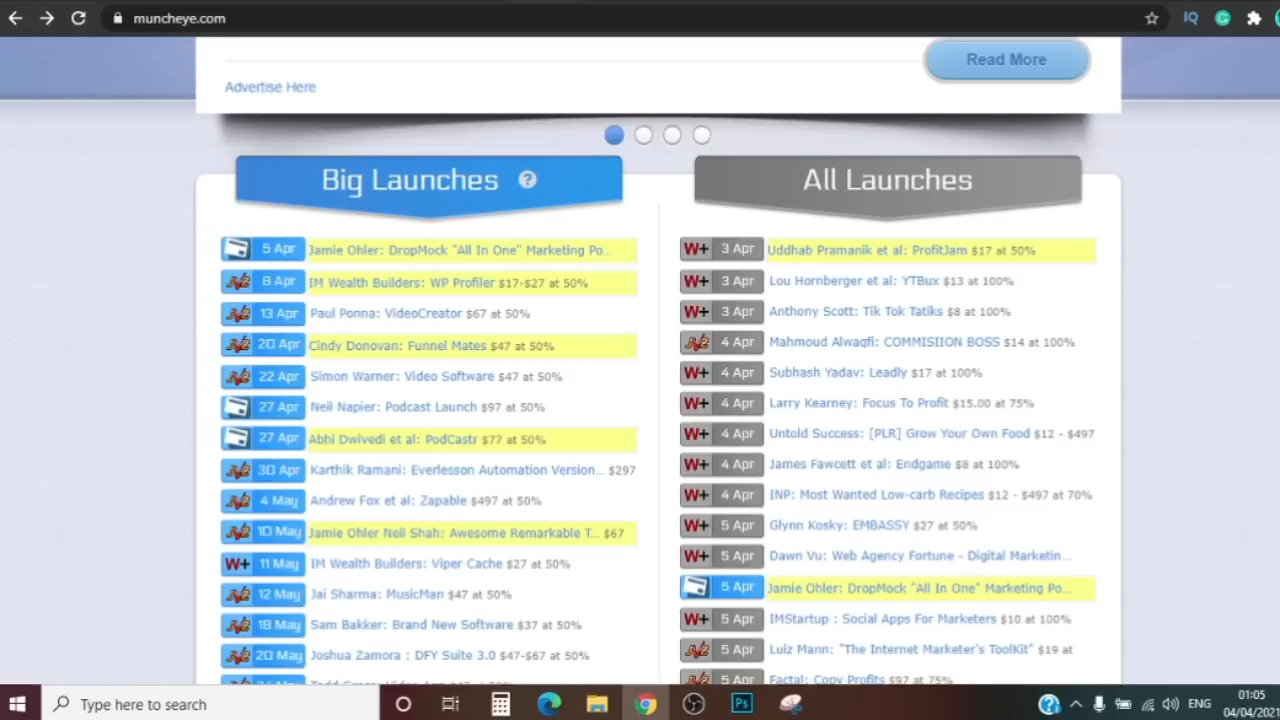 muncheye.com
Read More
Advertise Here
Big Launches ?
5 Apr Jamie Ohler: DropMock "All In One" Marketing Po...
8 Apr IM Wealth Builders: WP Profiler $17-$27 at 50%
13 Apr Paul Ponna: VideoCreator $67 at 50%
20 Apr Cindy Donovan: Funnel Mates $47 at 50%
22 Apr Simon Warner: Video Software $47 at 50%
27 Apr Neil Napier: Podcast Launch $97 at 50%
27 Apr Abhi Dwivedi et al: PodCastr $77 at 50%
30 Apr Karthik Ramani: Everlesson Automation Version... $297
4 May Andrew Fox et al: Zapable $497 at 50%
10 May Jamie Ohler Neil Shah: Awesome Remarkable T... $67
W+ 11 May IM Wealth Builders: Viper Cache $27 at 50%
12 May Jai Sharma: MusicMan $47 at 50%
18 May Sam Bakker: Brand New Software $37 at 50%
20 May Joshua Zamora : DFY Suite 3.0 $47-$67 at 50%
All Launches
W+ 3 Apr Uddhab Pramanik et al: ProfitJam $17 at 50%
W+ 3 Apr Lou Hornberger et al: YTBux $13 at 100%
W+ 3 Apr Anthony Scott: Tik Tok Tatiks $8 at 100%
4 Apr Mahmoud Alwaqfi: COMMISIION BOSS $14 at 100%
W+ 4 Apr Subhash Yadav: Leadly $17 at 100%
W+ 4 Apr Larry Kearney: Focus To Profit $15.00 at 75%
W+ 4 Apr Untold Success: [PLR] Grow Your Own Food $12 - $497
W+ 4 Apr James Fawcett et al: Endgame $8 at 100%
W+ 4 Apr INP: Most Wanted Low-carb Recipes $12 - $497 at 70%
W+ 5 Apr Glynn Kosky: EMBASSY $27 at 50%
W+ 5 Apr Dawn Vu: Web Agency Fortune - Digital Marketin...
5 Apr Jamie Ohler: DropMock "All In One" Marketing Po...
W+ 5 Apr IMStartup : Social Apps For Marketers $10 at 100%
5 Apr Luiz Mann: "The Internet Marketer's ToolKit" $19 at
5 Apr Factal: Copy Profits $97 at 75%
Type here to search
Ps
ENG
01:05
04/04/2021